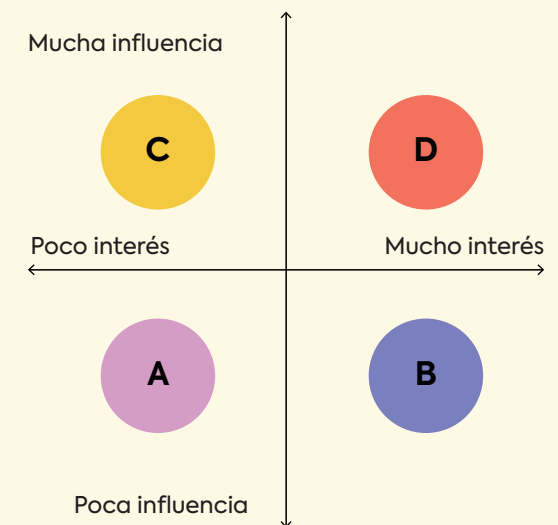 Mucha influencia
C
D
Poco interés
Mucho interés
A
B
Poca influencia